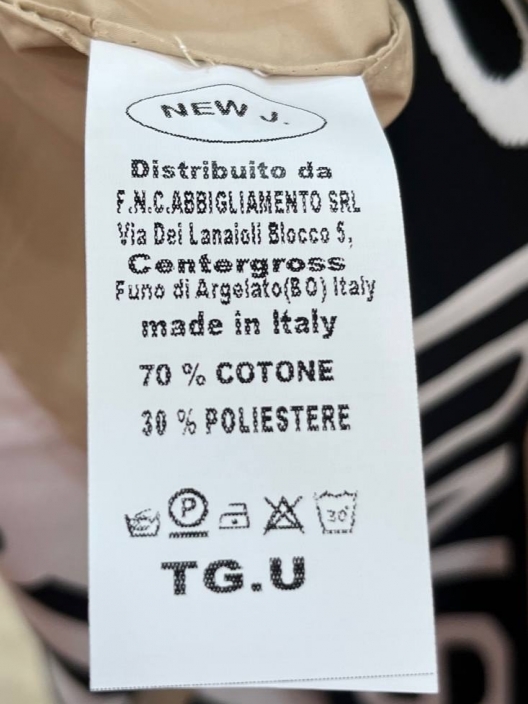 NEW J.
Distribuito da
F.N.C.ABBIGLIAMENTO SRL
Via Dei Lanaioli Blocco 5,
Centergross
Funo di Argelato(BO) Italy
made in Italy
70 % COTONE
30 % POLIESTERE
P 30°
TG.U